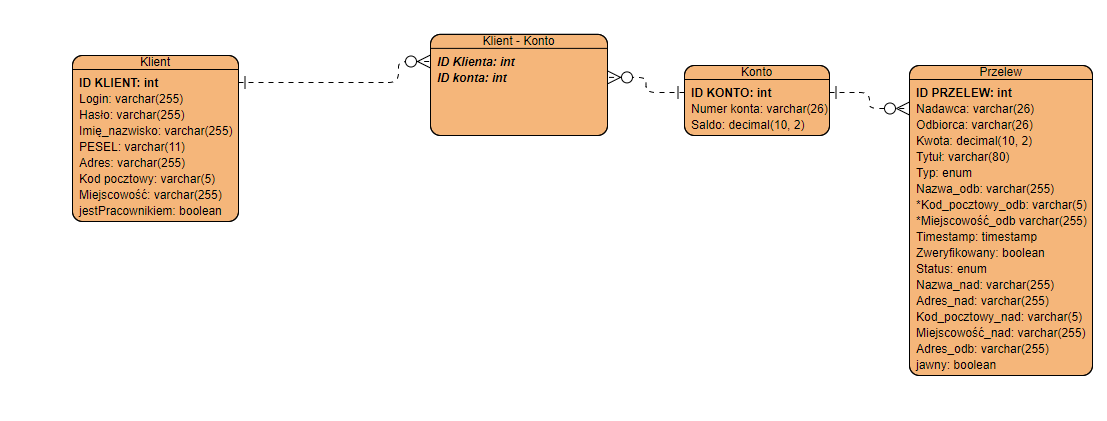 Klient
ID KLIENT: int
Login: varchar(255)
Hasło: varchar(255)
Imię_nazwisko: varchar(255)
PESEL: varchar(11)
Adres: varchar(255)
Kod pocztowy: varchar(5)
Miejscowość: varchar(255)
jestPracownikiem: boolean
Klient - Konto
ID Klienta: int
ID konta: int
Konto
ID KONTO: int
Numer konta: varchar(26)
Saldo: decimal(10, 2)
Przelew
ID PRZELEW: int
Nadawca: varchar(26)
Odbiorca: varchar(26)
Kwota: decimal(10, 2)
Tytuł: varchar(80)
Typ: enum
Nazwa_odb: varchar(255)
*Kod_pocztowy_odb: varchar(5)
*Miejscowość_odb varchar(255)
Timestamp: timestamp
Zweryfikowany: boolean
Status: enum
Nazwa_nad: varchar(255)
Adres_nad: varchar(255)
Kod_pocztowy_nad: varchar(5)
Miejscowość_nad: varchar(255)
Adres_odb: varchar(255)
jawny: boolean